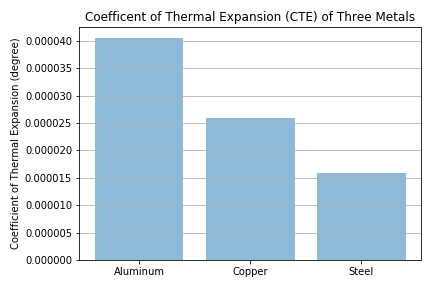 Coefficent of Thermal Expansion (CTE) of Three Metals
Coefficient of Thermal Expansion (degree)
0.000040
0.000035
0.000030
0.000025
0.000020
0.000015
0.000010
0.000005
0.000000
Aluminum
Copper
Steel